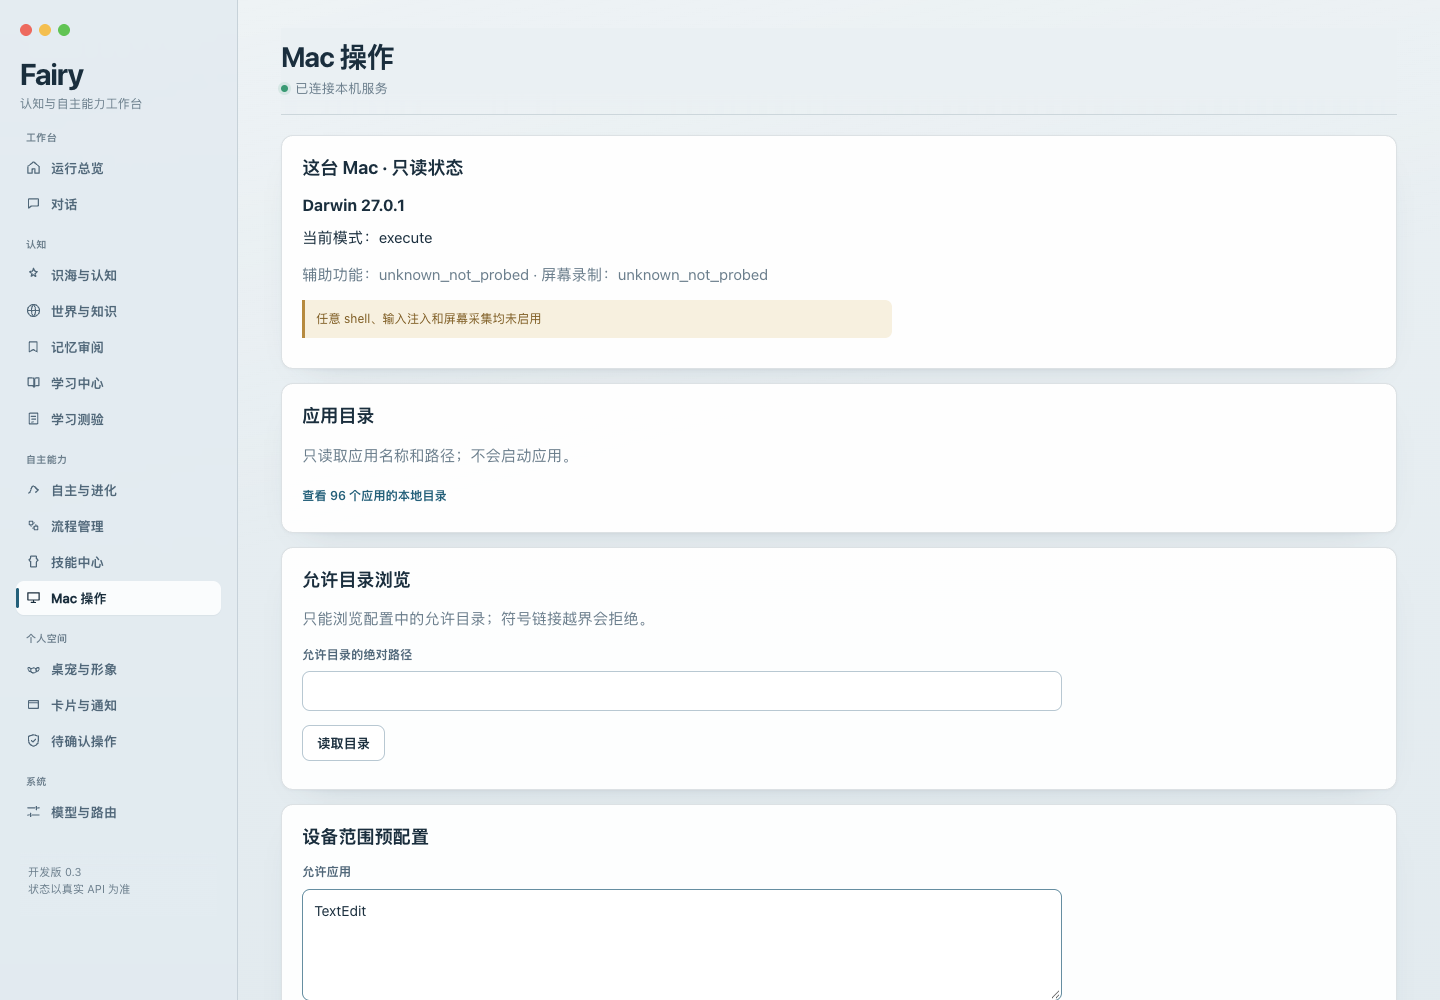 Fairy
认知与自主能力工作台
工作台
运行总览
对话
认知
识海与认知
世界与知识
记忆审阅
学习中心
学习测验
自主能力
自主与进化
流程管理
技能中心
Mac 操作
个人空间
桌宠与形象
卡片与通知
待确认操作
系统
模型与路由
开发版 0.3
状态以真实 API 为准
Mac 操作
已连接本机服务
这台 Mac · 只读状态
Darwin 27.0.1
当前模式：execute
辅助功能：unknown_not_probed · 屏幕录制：unknown_not_probed
任意 shell、输入注入和屏幕采集均未启用
应用目录
只读取应用名称和路径；不会启动应用。
查看 96 个应用的本地目录
允许目录浏览
只能浏览配置中的允许目录；符号链接越界会拒绝。
允许目录的绝对路径
读取目录
设备范围预配置
允许应用
TextEdit